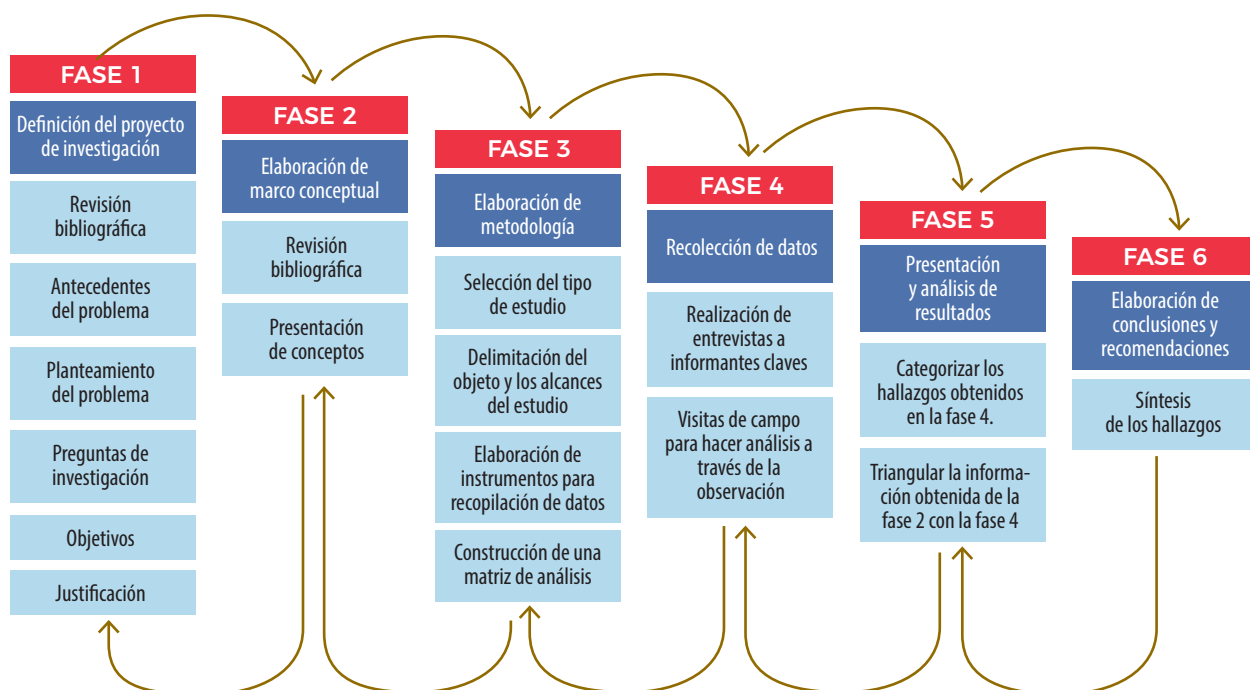 FASE 1
Definición del proyecto
de investigación
Revisión
bibliográfica
Antecedentes
del problema
Planteamiento
del problema
Preguntas de
investigación
Objetivos
Justificación
FASE 2
Elaboración de
marco conceptual
Revisión
bibliográfica
Presentación
de conceptos
FASE 3
Elaboración de
metodología
Selección del tipo
de estudio
Delimitación del
objeto y los alcances
del estudio
Elaboración de
instrumentos para
recopilación de datos
Construcción de una
matriz de análisis
FASE 4
Recolección de datos
Realización de
entrevistas a
informantes claves
Visitas de campo
para hacer análisis a
través de la
observación
FASE 5
Presentación
y análisis de
resultados
Categorizar los
hallazgos obtenidos
en la fase 4.
Triangular la informa-
ción obtenida de la
fase 2 con la fase 4
FASE 6
Elaboración de
conclusiones y
recomendaciones
Síntesis
de los hallazgos